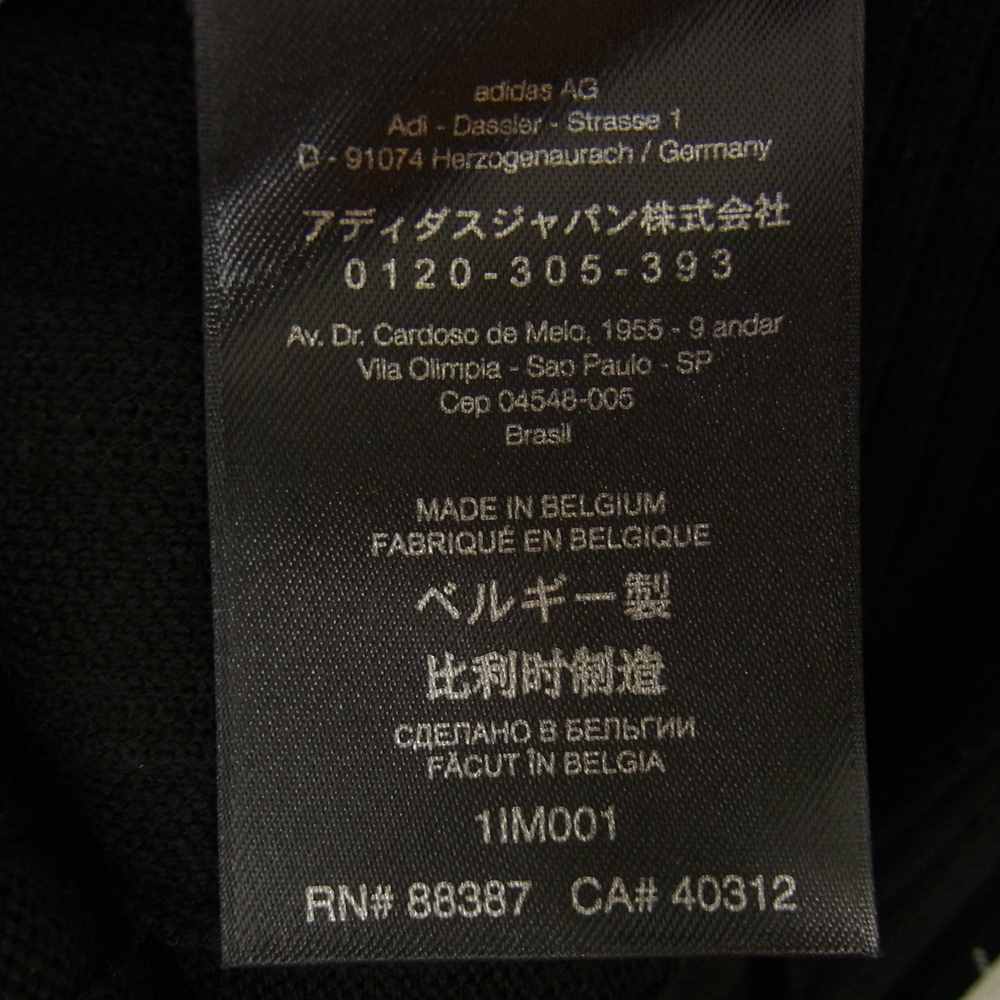 adidas AG
Adi - Dassler - Strasse 1
D - 91074 Herzogenaurach / Germany
アディダスジャパン株式会社
0120-305-393
Av. Dr. Cardoso de Melo, 1955 - 9 andar
Vila Olimpia - Sao Paulo - SP
Cep 04548-005
Brasil
MADE IN BELGIUM
FABRIQUÉ EN BELGIQUE
ベルギー製
比利时制造
СДЕЛАНО В БЕЛЬГИИ
FĂCUT ÎN BELGIA
1IM001
RN# 88387 CA# 40312